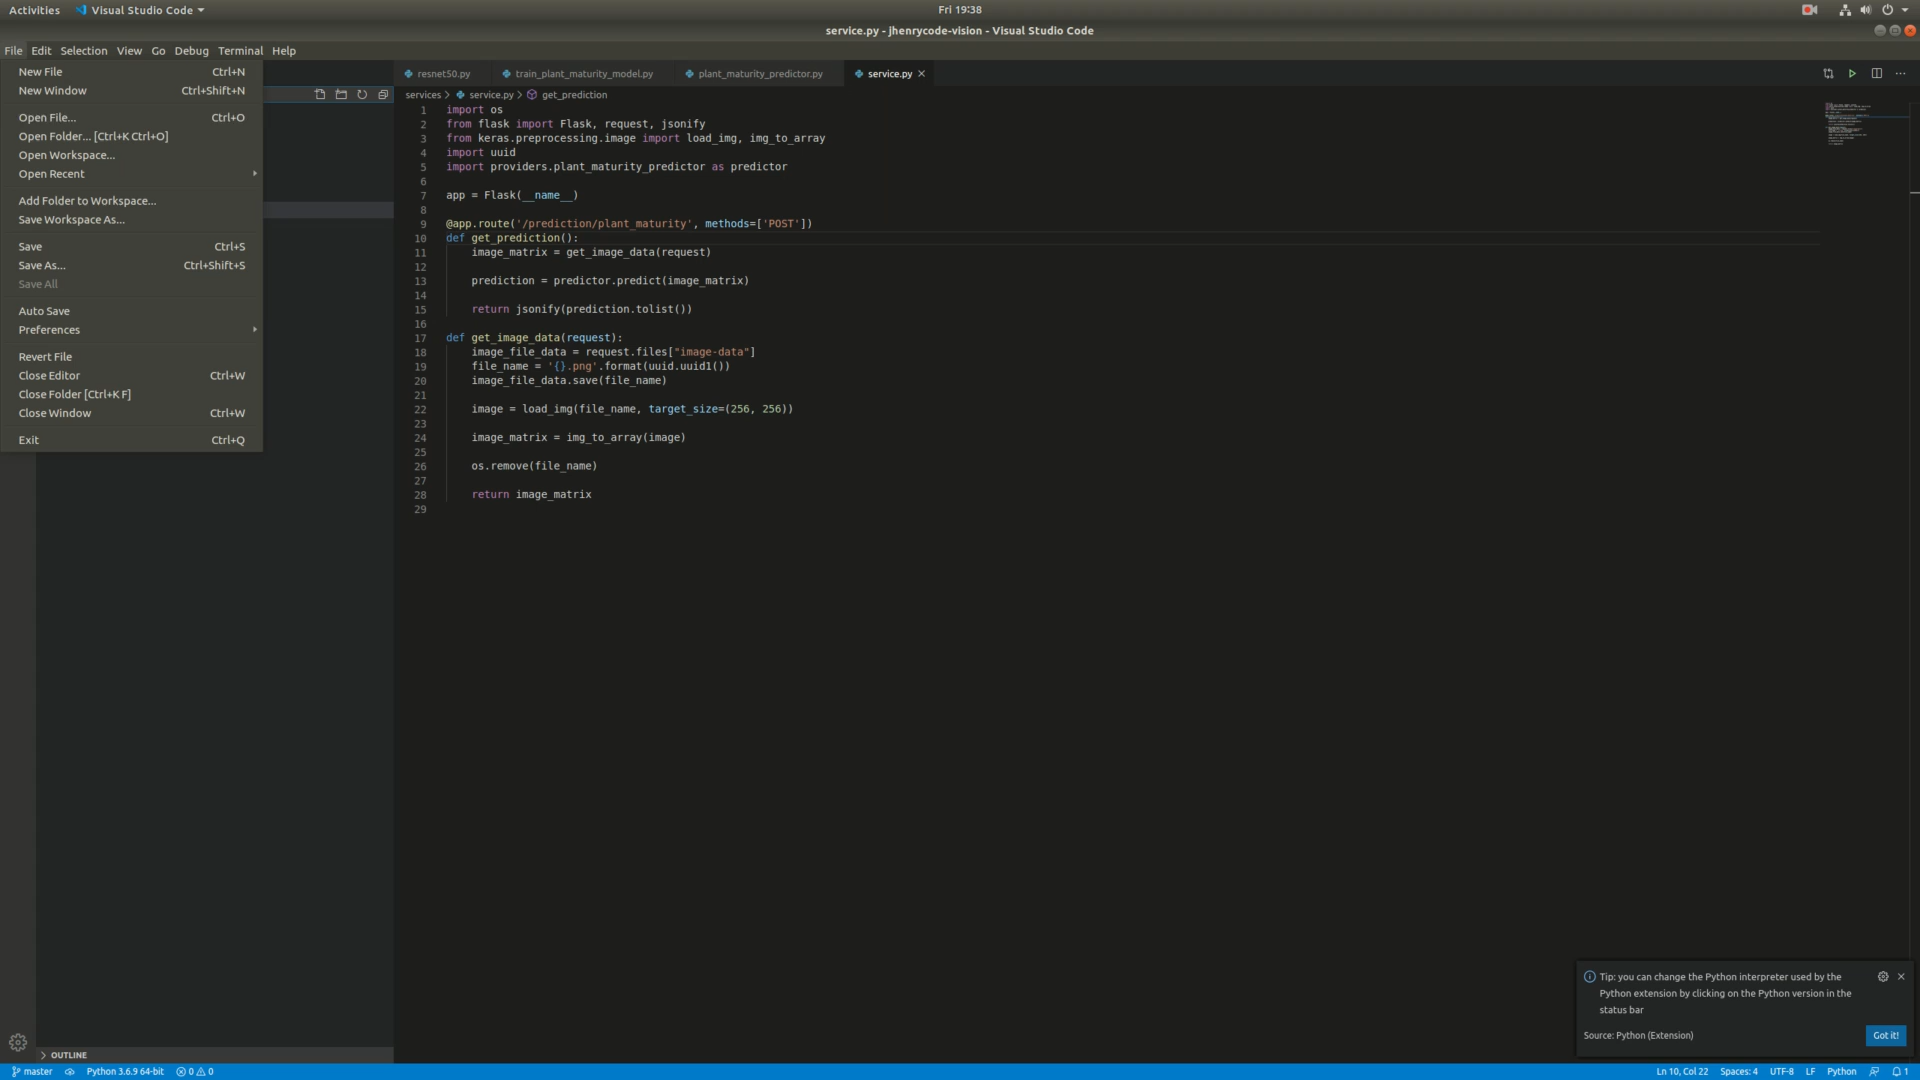 Activities Visual Studio Code Fri 19:38
service.py - jhenrycode-vision - Visual Studio Code
File Edit Selection View Go Debug Terminal Help
New File Ctrl+N
New Window Ctrl+Shift+N
Open File... Ctrl+O
Open Folder... [Ctrl+K Ctrl+O]
Open Workspace...
Open Recent
Add Folder to Workspace...
Save Workspace As...
Save Ctrl+S
Save As... Ctrl+Shift+S
Save All
Auto Save
Preferences
Revert File
Close Editor Ctrl+W
Close Folder [Ctrl+K F]
Close Window Ctrl+W
Exit Ctrl+Q
OUTLINE
resnet50.py train_plant_maturity_model.py plant_maturity_predictor.py service.py
services > service.py > get_prediction
1 import os
2 from flask import Flask, request, jsonify
3 from keras.preprocessing.image import load_img, img_to_array
4 import uuid
5 import providers.plant_maturity_predictor as predictor
6
7 app = Flask(__name__)
8
9 @app.route('/prediction/plant_maturity', methods=['POST'])
10 def get_prediction():
11 image_matrix = get_image_data(request)
12
13 prediction = predictor.predict(image_matrix)
14
15 return jsonify(prediction.tolist())
16
17 def get_image_data(request):
18 image_file_data = request.files["image-data"]
19 file_name = '{}.png'.format(uuid.uuid1())
20 image_file_data.save(file_name)
21
22 image = load_img(file_name, target_size=(256, 256))
23
24 image_matrix = img_to_array(image)
25
26 os.remove(file_name)
27
28 return image_matrix
29
Tip: you can change the Python interpreter used by the
Python extension by clicking on the Python version in the
status bar
Source: Python (Extension) Got it!
master Python 3.6.9 64-bit 0 0 Ln 10, Col 22 Spaces: 4 UTF-8 LF Python 1